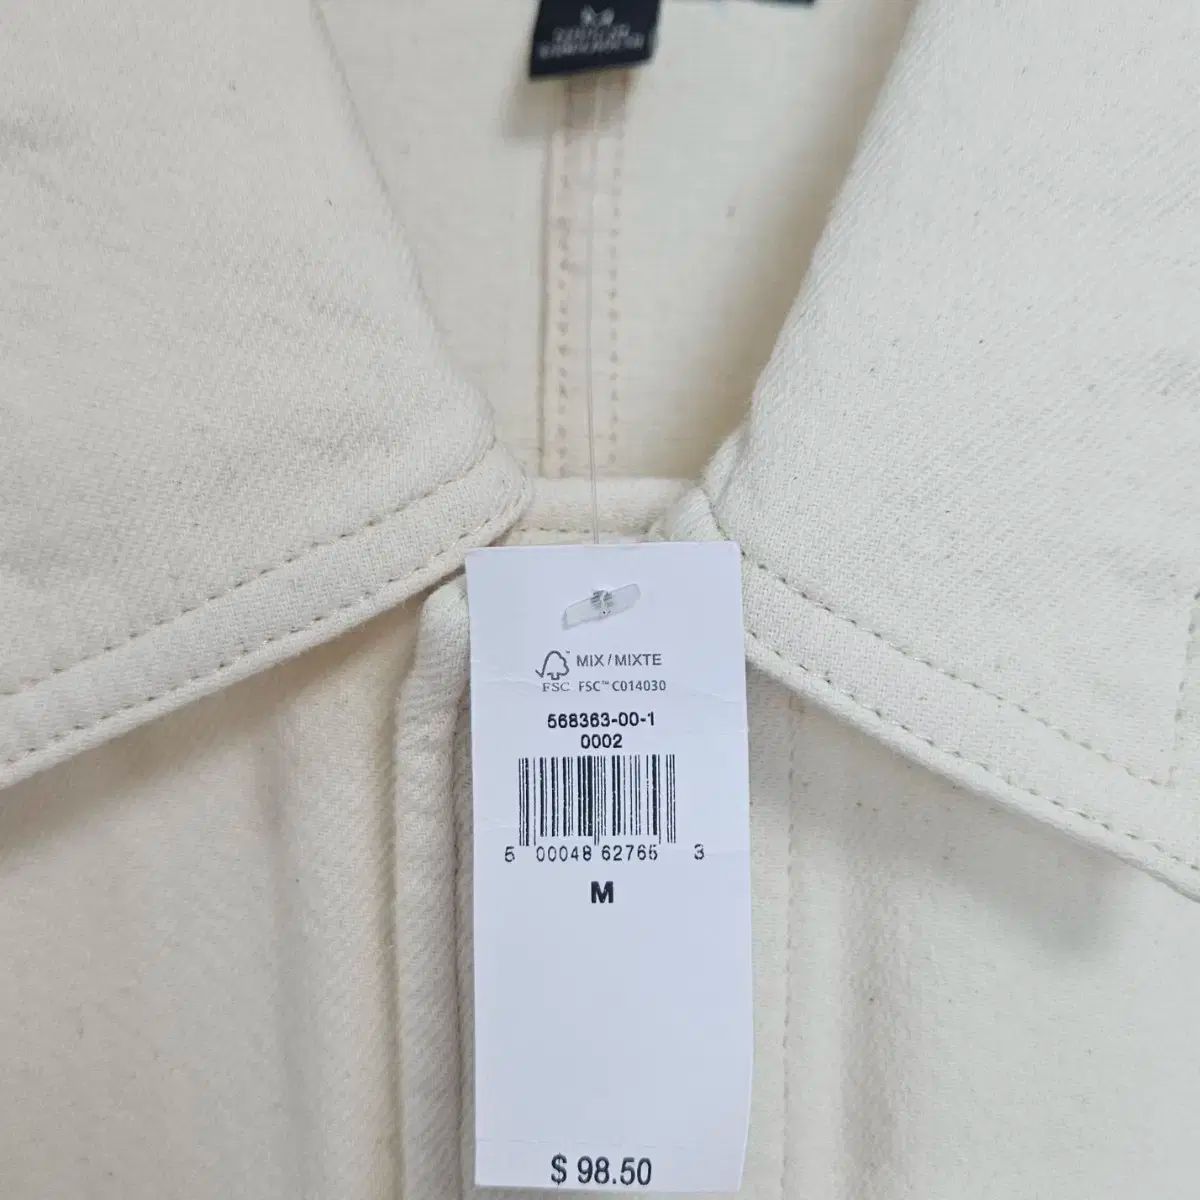 M
MIX/MIXTE
FSC FSC™ C014030
568363-00-1
0002
5 00048 62765 3
M
$ 98.50